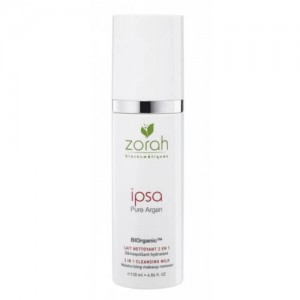 zorah
biocosmétiques
ipsa
Pure Argan
BIOrganic™
LAIT NETTOYANT 2 EN 1
Démaquillant hydratant
2 IN 1 CLEANSING MILK
Moisturizing makeup remover